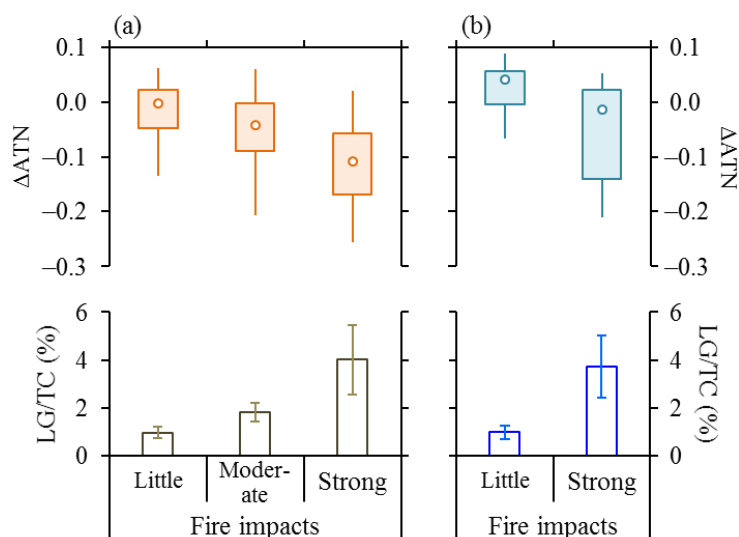 (a)
(b)
0.1
0.0
−0.1
−0.2
−0.3
ΔATN
0.1
0.0
−0.1
−0.2
−0.3
ΔATN
6
4
2
0
LG/TC (%)
6
4
2
0
LG/TC (%)
Little
Moder-
ate
Strong
Fire impacts
Little
Strong
Fire impacts